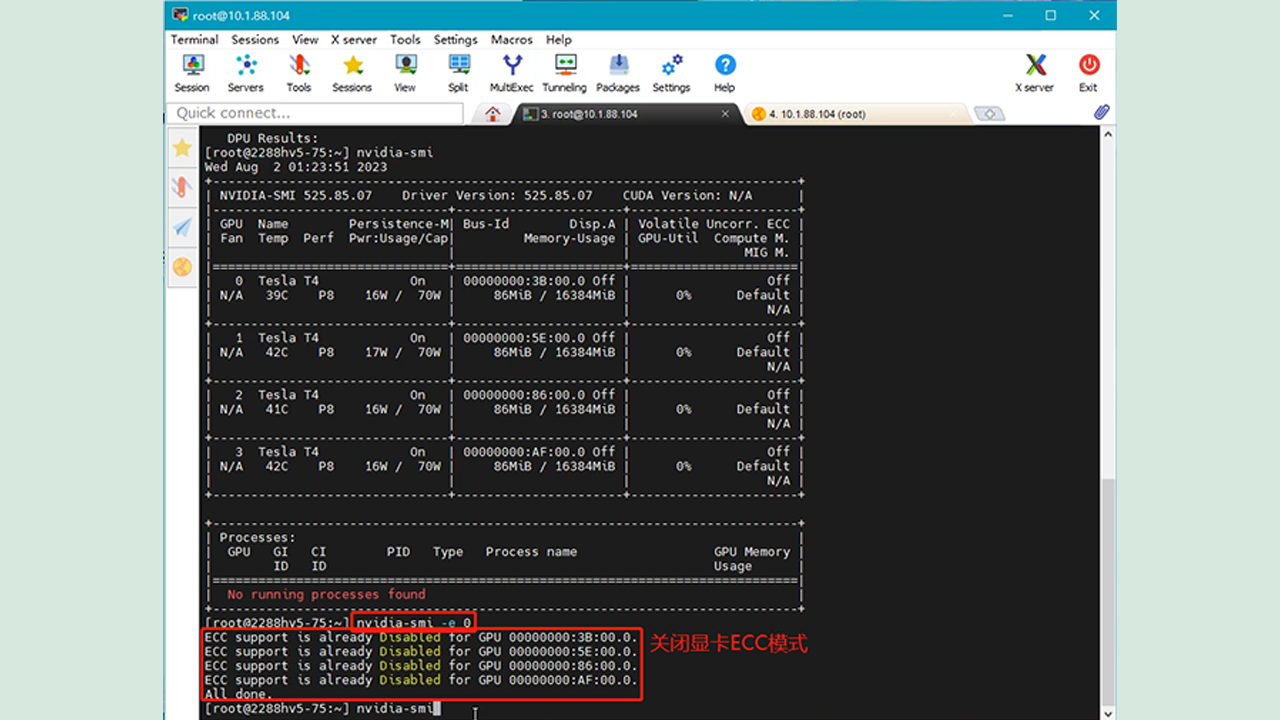 root@10.1.88.104
Terminal Sessions View X server Tools Settings Macros Help
Session Servers Tools Sessions View Split MultiExec Tunneling Packages Settings Help X server Exit
Quick connect...
3. root@10.1.88.104
4. 10.1.88.104 (root)
DPU Results:
[root@2288hv5-75:~] nvidia-smi
Wed Aug  2 01:23:51 2023
NVIDIA-SMI 525.85.07 Driver Version: 525.85.07 CUDA Version: N/A
GPU Name Persistence-M| Bus-Id Disp.A | Volatile Uncorr. ECC
Fan Temp Perf Pwr:Usage/Cap| Memory-Usage | GPU-Util Compute M.
MIG M.
0 Tesla T4 On | 00000000:3B:00.0 Off | Off
N/A 39C P8 16W / 70W | 86MiB / 16384MiB | 0% Default
N/A
1 Tesla T4 On | 00000000:5E:00.0 Off | Off
N/A 42C P8 17W / 70W | 86MiB / 16384MiB | 0% Default
N/A
2 Tesla T4 On | 00000000:86:00.0 Off | Off
N/A 41C P8 16W / 70W | 86MiB / 16384MiB | 0% Default
N/A
3 Tesla T4 On | 00000000:AF:00.0 Off | Off
N/A 42C P8 16W / 70W | 86MiB / 16384MiB | 0% Default
N/A
Processes:
GPU GI CI PID Type Process name GPU Memory
ID ID Usage
No running processes found
[root@2288hv5-75:~] nvidia-smi -e 0
ECC support is already Disabled for GPU 00000000:3B:00.0.
ECC support is already Disabled for GPU 00000000:5E:00.0.
ECC support is already Disabled for GPU 00000000:86:00.0.
ECC support is already Disabled for GPU 00000000:AF:00.0.
关闭显卡ECC模式
All done.
[root@2288hv5-75:~] nvidia-smi